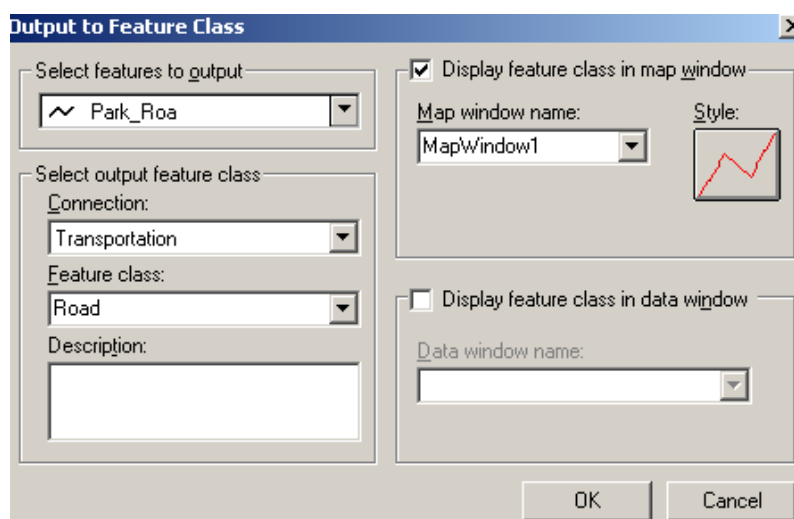 Output to Feature Class
Select features to output
Park_Roa
Select output feature class
Connection:
Transportation
Feature class:
Road
Description:
Display feature class in map window
Map window name:
MapWindow1
Style:
Display feature class in data window
Data window name:
OK
Cancel